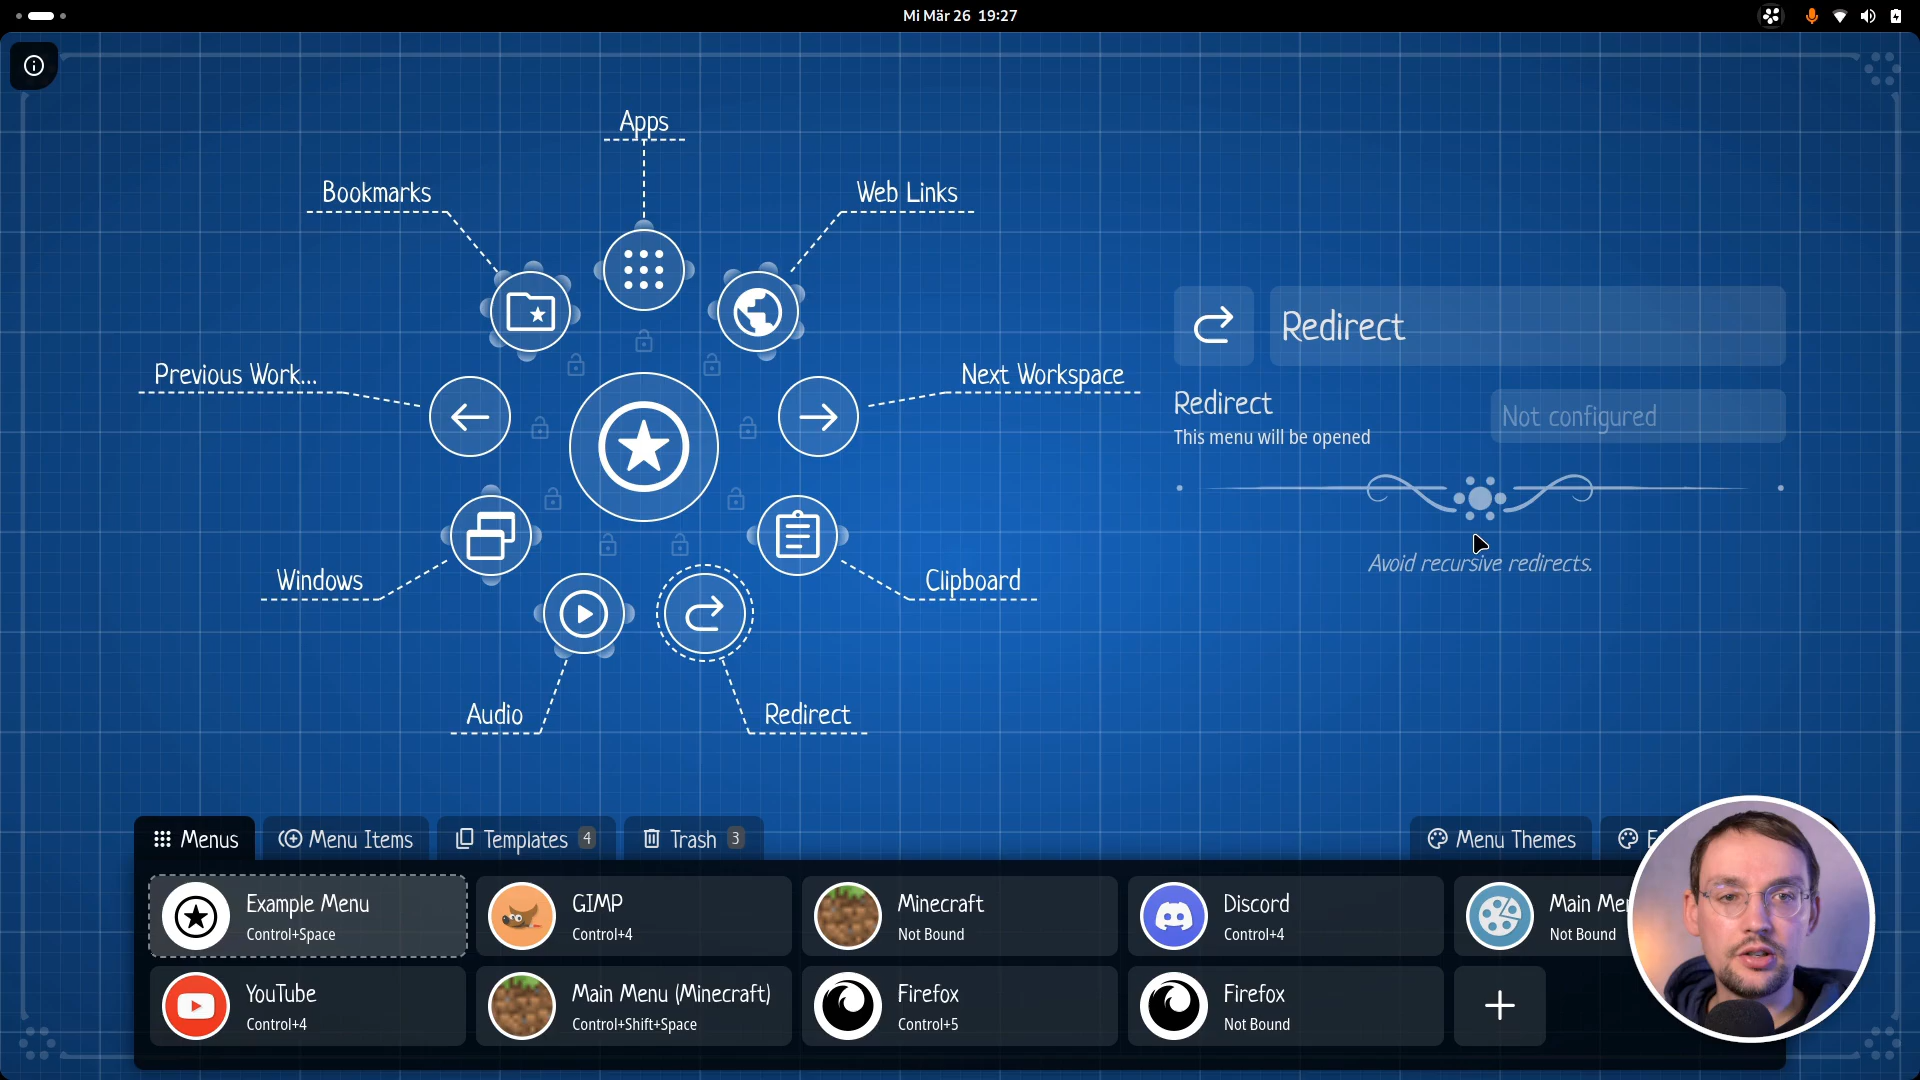 Mi Mär 26 19:27
Apps
Bookmarks
Web Links
Previous Work...
Next Workspace
Windows
Clipboard
Audio
Redirect
Redirect
Redirect
This menu will be opened
Not configured
Avoid recursive redirects.
Menus
Menu Items
Templates 4
Trash 3
Menu Themes
Example Menu
Control+Space
GIMP
Control+4
Minecraft
Not Bound
Discord
Control+4
Main
Not Bound
YouTube
Control+4
Main Menu (Minecraft)
Control+Shift+Space
Firefox
Control+5
Firefox
Not Bound